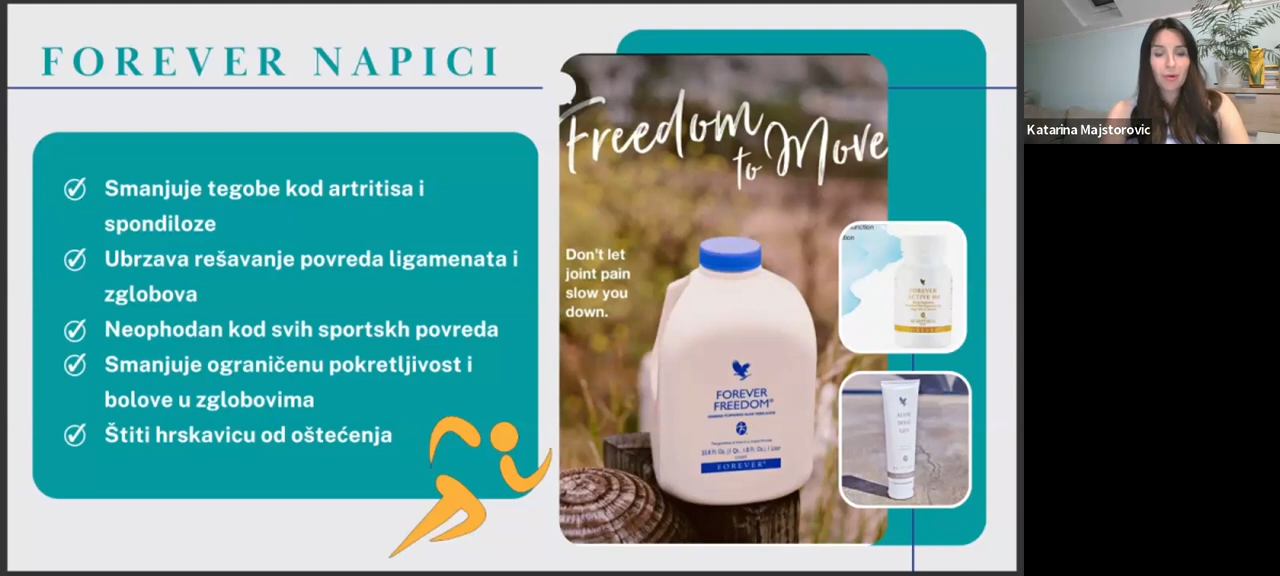 FOREVER NAPICI
Smanjuje tegobe kod artritisa i
spondiloze
Ubrzava rešavanje povreda ligamenata i
zglobova
Neophodan kod svih sportskh povreda
Smanjuje ograničenu pokretljivost i
bolove u zglobovima
Štiti hrskavicu od oštećenja
Freedom
to Move
Don't let
joint pain
slow you
down.
FOREVER
FREEDOM®
FOREVER®
FOREVER
ALOE
Katarina Majstorovic